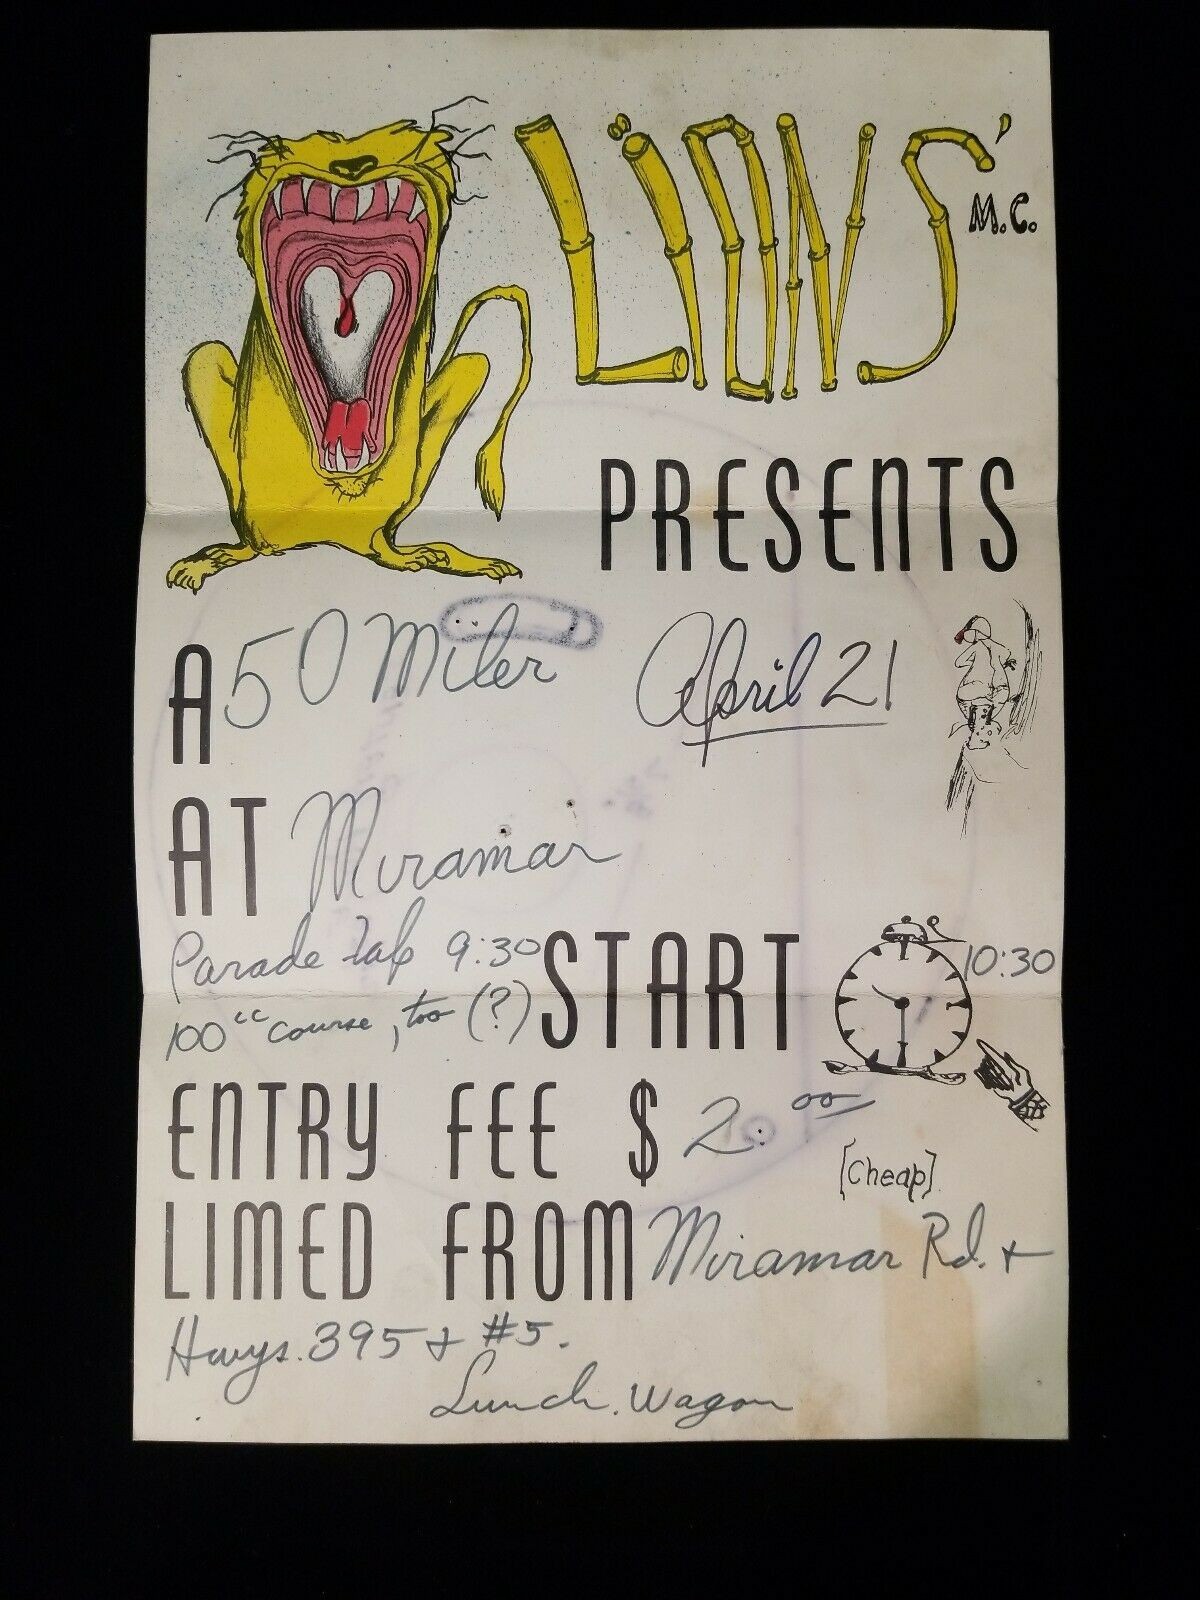 LIONS' M.C.
PRESENTS
A 50 Miler April 21
AT Miramar
Parade Lap 9:30
100cc course, too (?)
START 10:30
ENTRY FEE $ 2.00
[Cheap]
LIMED FROM Miramar Rd. +
Hwys. 395 + #5.
Lunch Wagon